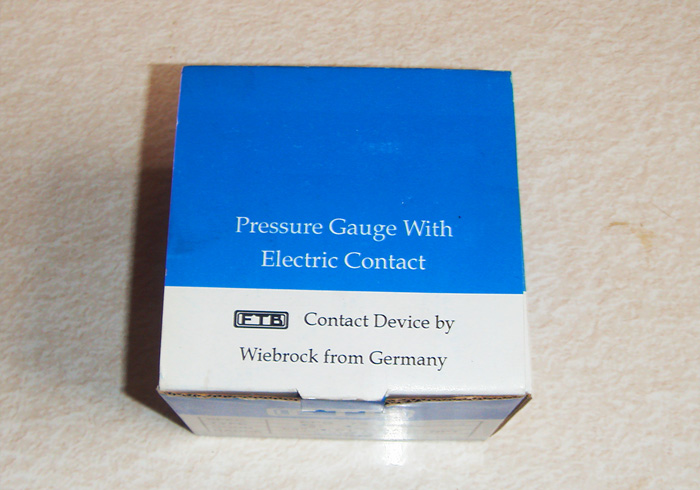 Pressure Gauge With
Electric Contact
FTB Contact Device by
Wiebrock from Germany